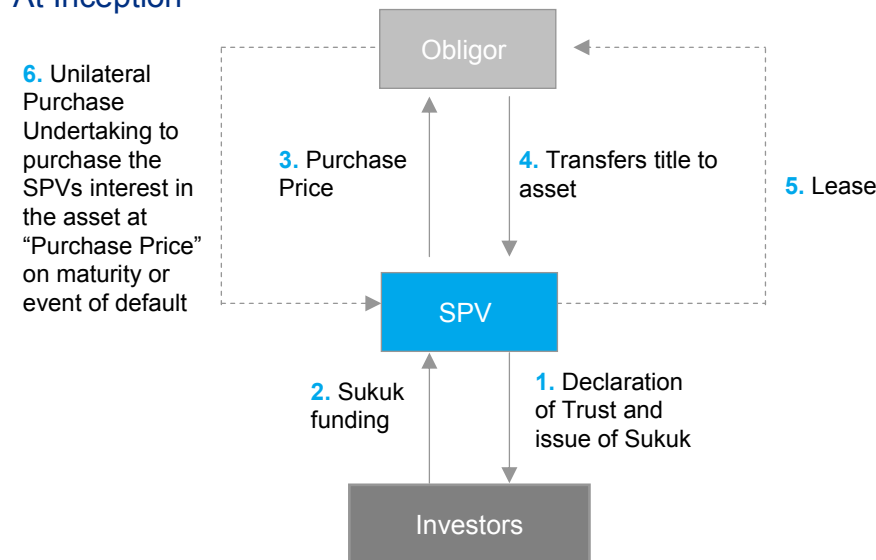 At Inception
Obligor
6. Unilateral
Purchase
Undertaking to
purchase the
SPVs interest in
the asset at
“Purchase Price”
on maturity or
event of default
3. Purchase
Price
4. Transfers title to
asset
5. Lease
SPV
2. Sukuk
funding
1. Declaration
of Trust and
issue of Sukuk
Investors